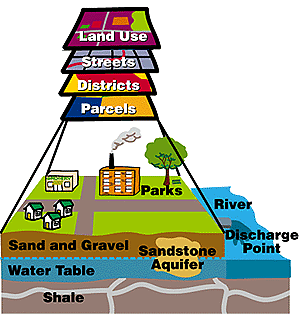 Land Use
Streets
Districts
Parcels
Parks
River
Discharge
Point
Sand and Gravel
Sandstone
Aquifer
Water Table
Shale